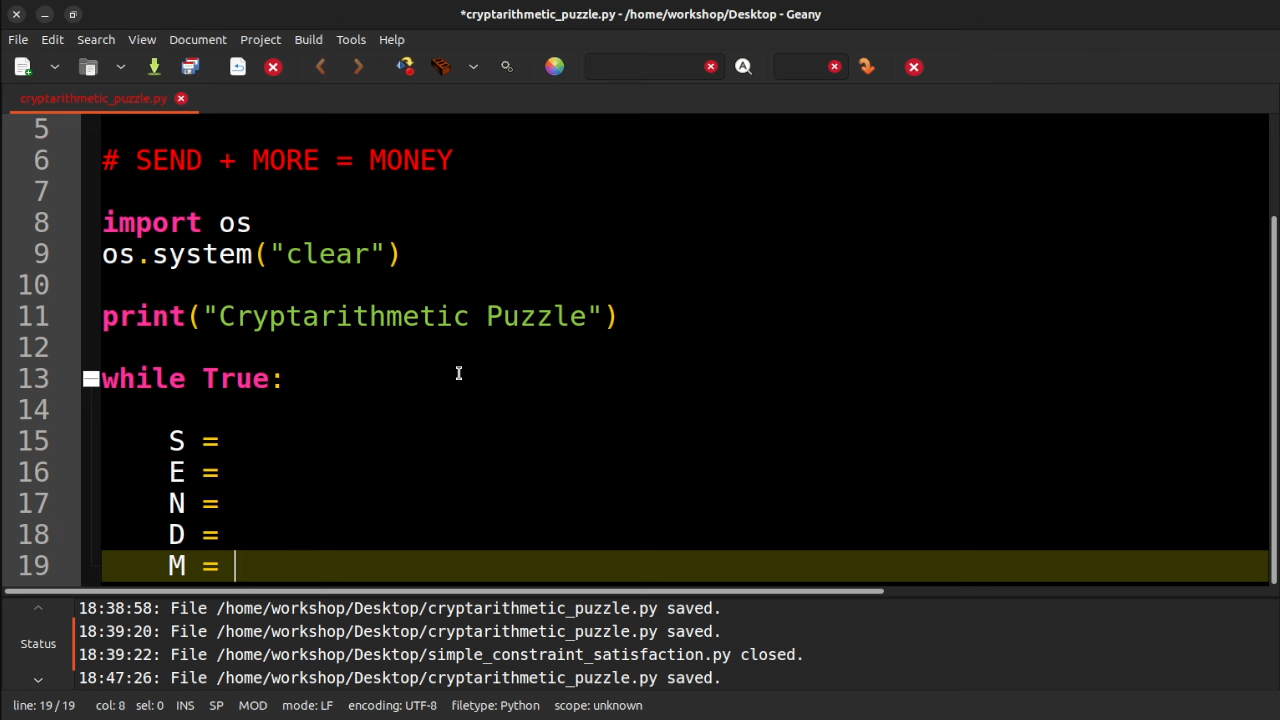 *cryptarithmetic_puzzle.py - /home/workshop/Desktop - Geany
File Edit Search View Document Project Build Tools Help
cryptarithmetic_puzzle.py
5
6 # SEND + MORE = MONEY
7
8 import os
9 os.system("clear")
10
11 print("Cryptarithmetic Puzzle")
12
13 while True:
14
15 S =
16 E =
17 N =
18 D =
19 M =
18:38:58: File /home/workshop/Desktop/cryptarithmetic_puzzle.py saved.
18:39:20: File /home/workshop/Desktop/cryptarithmetic_puzzle.py saved.
Status
18:39:22: File /home/workshop/Desktop/simple_constraint_satisfaction.py closed.
18:47:26: File /home/workshop/Desktop/cryptarithmetic_puzzle.py saved.
line: 19 / 19 col: 8 sel: 0 INS SP MOD mode: LF encoding: UTF-8 filetype: Python scope: unknown